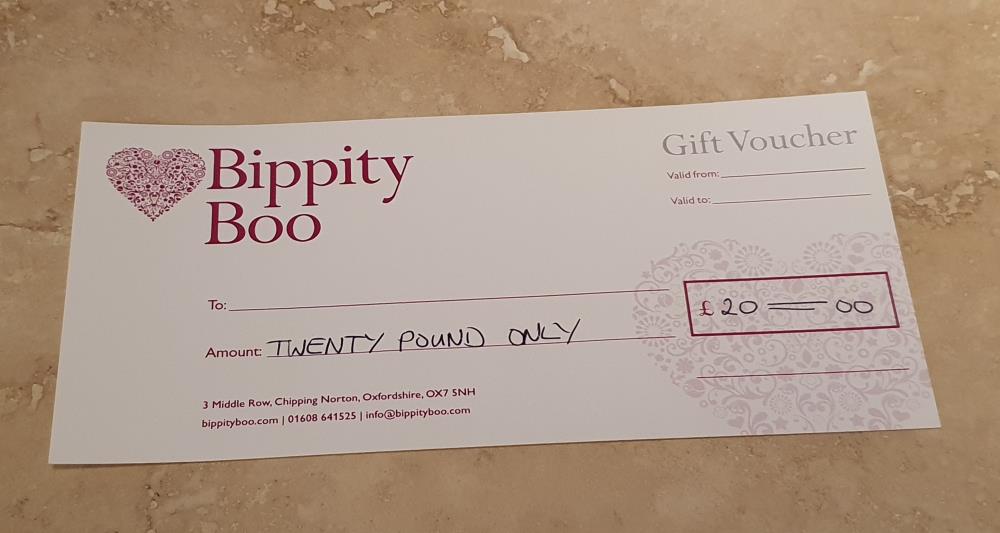 Bippity
Boo
Gift Voucher
Valid from:
Valid to:
To:
£ 20 — 00
Amount: TWENTY POUND ONLY
3 Middle Row, Chipping Norton, Oxfordshire, OX7 5NH
bippityboo.com | 01608 641525 | info@bippityboo.com